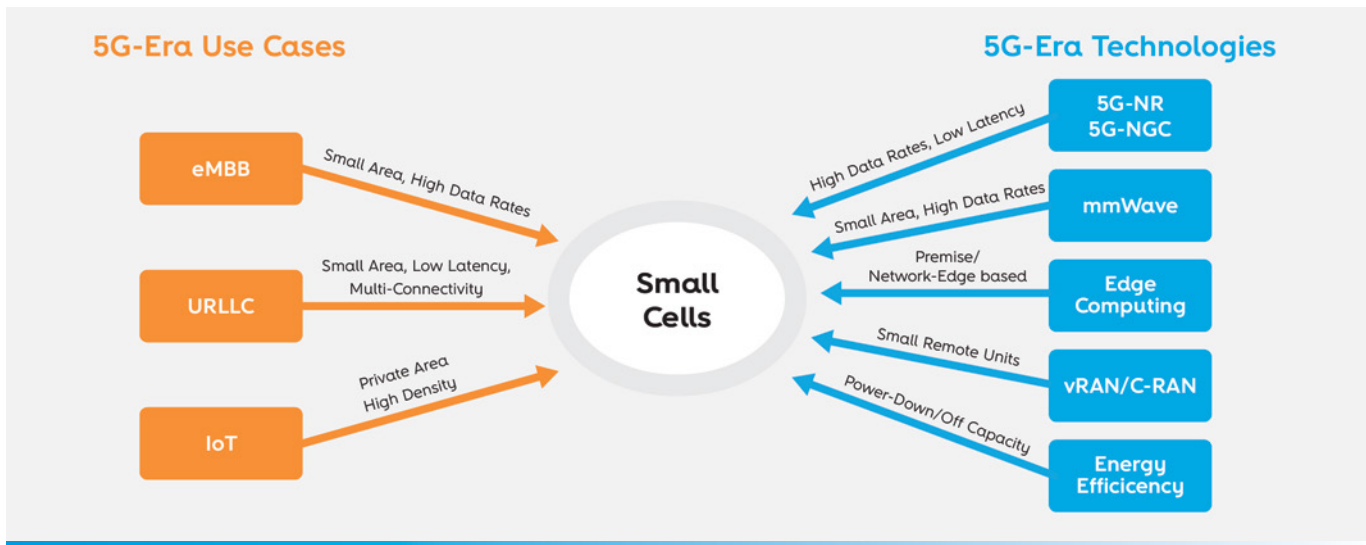 5G-Era Use Cases
eMBB
Small Area, High Data Rates
URLLC
Small Area, Low Latency,
Multi-Connectivity
IoT
Private Area
High Density
Small
Cells
5G-Era Technologies
5G-NR
5G-NGC
High Data Rates, Low Latency
mmWave
Small Area, High Data Rates
Edge
Computing
Premise/
Network-Edge based
vRAN/C-RAN
Small Remote Units
Energy
Efficicency
Power-Down/Off Capacity